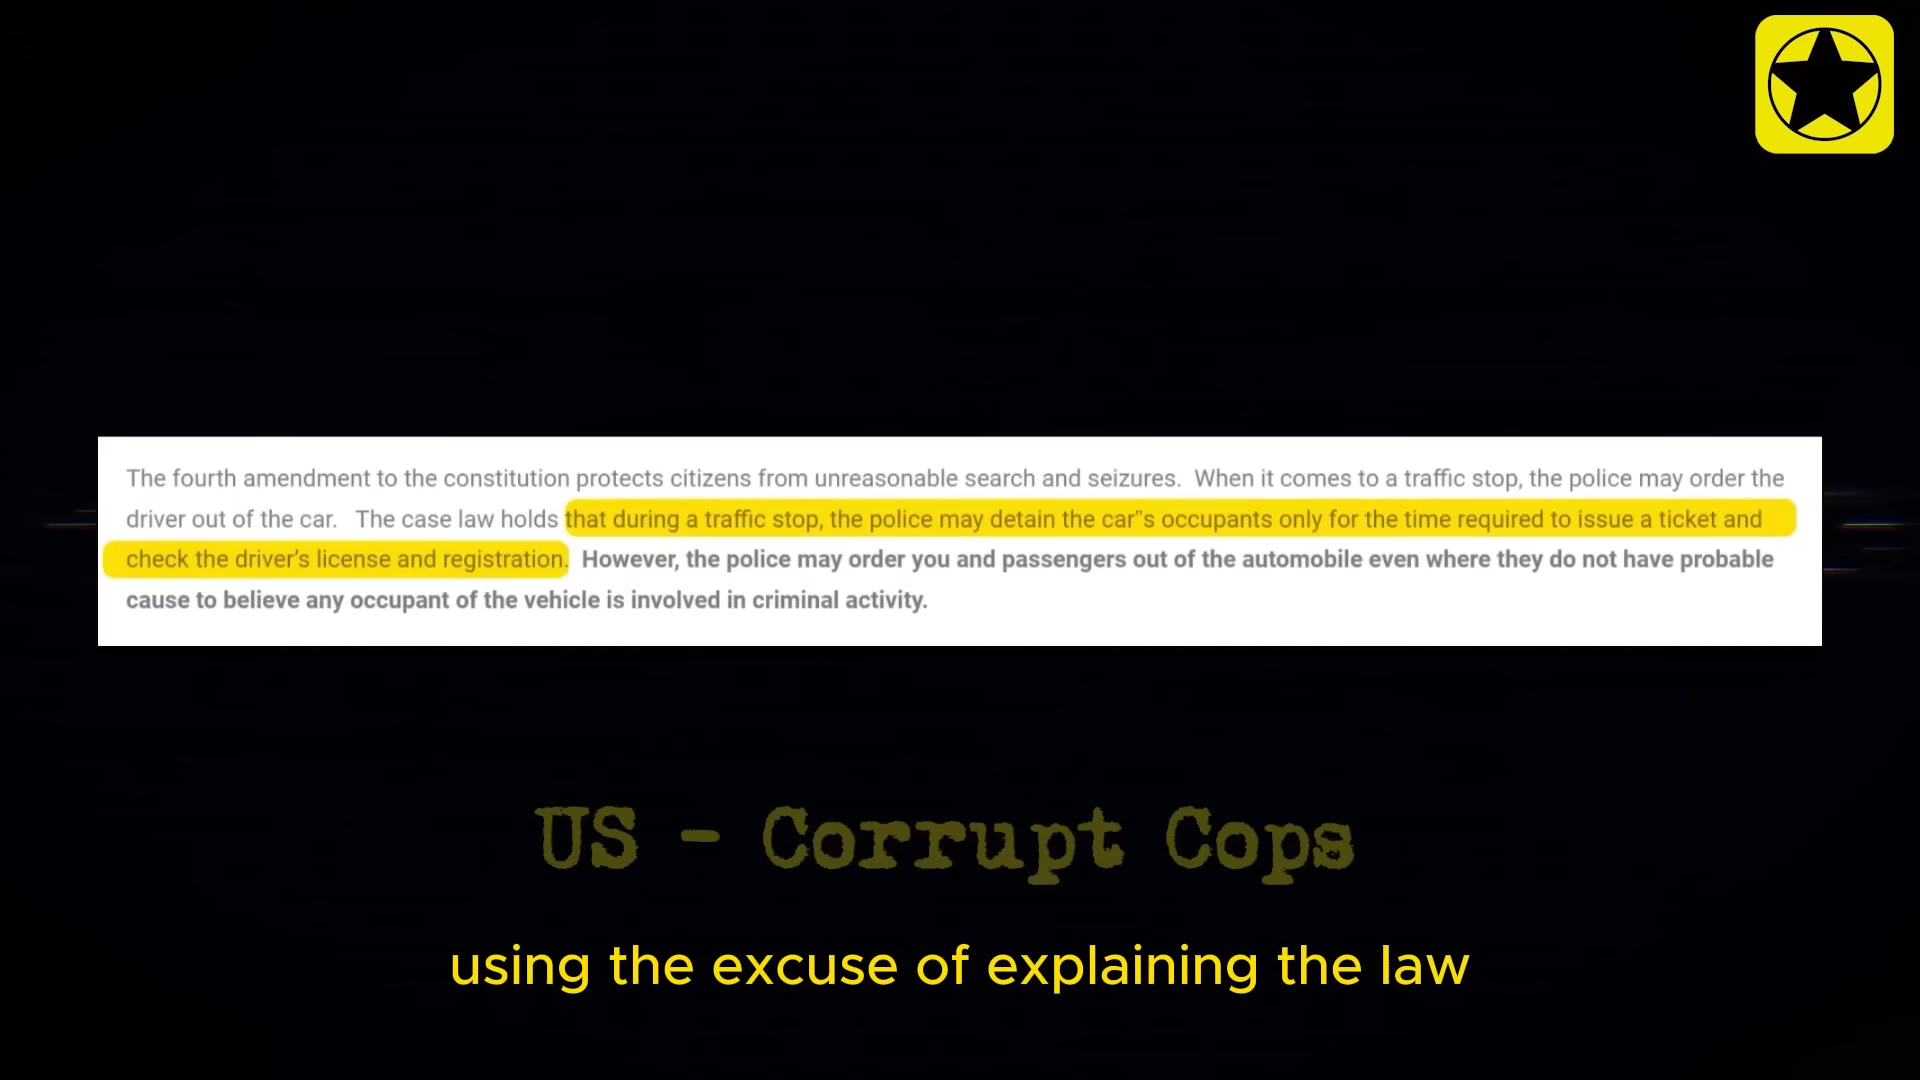 The fourth amendment to the constitution protects citizens from unreasonable search and seizures.  When it comes to a traffic stop, the police may order the
driver out of the car.   The case law holds that during a traffic stop, the police may detain the car"s occupants only for the time required to issue a ticket and
check the driver’s license and registration.  However, the police may order you and passengers out of the automobile even where they do not have probable
cause to believe any occupant of the vehicle is involved in criminal activity.
US - Corrupt Cops
using the excuse of explaining the law